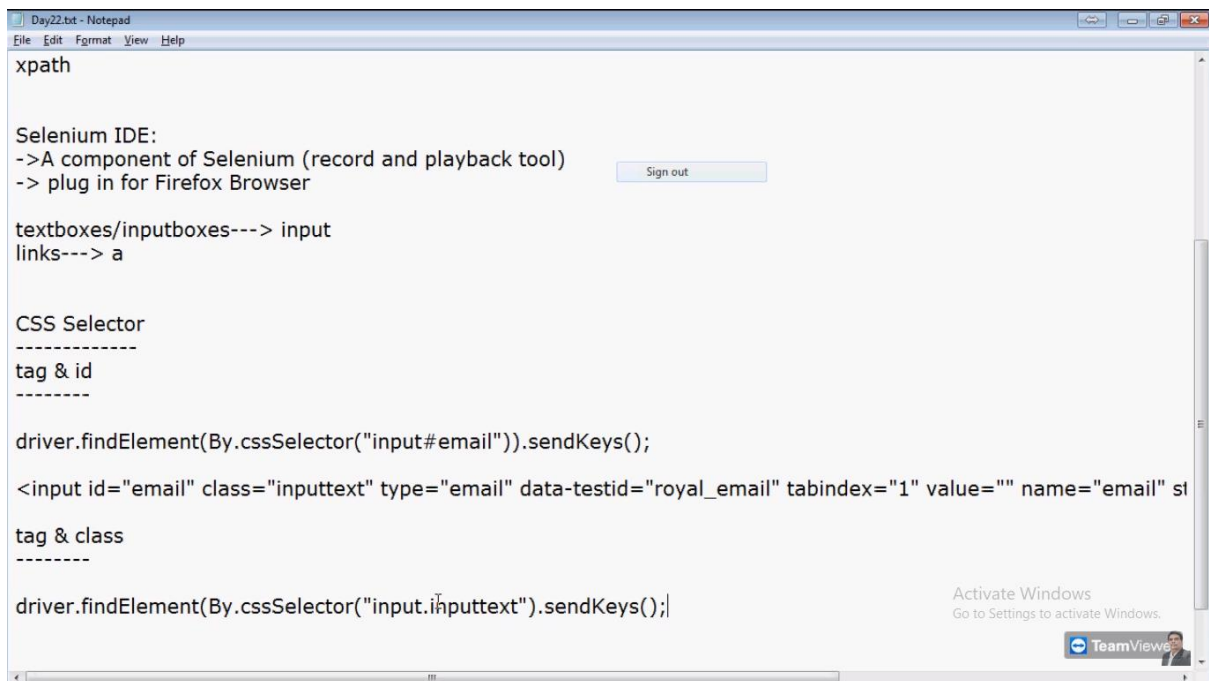 Day22.txt - Notepad
File Edit Format View Help
xpath
Selenium IDE:
->A component of Selenium (record and playback tool)
-> plug in for Firefox Browser
Sign out
textboxes/inputboxes---> input
links---> a
CSS Selector
-------------
tag & id
--------
driver.findElement(By.cssSelector("input#email")).sendKeys();
<input id="email" class="inputtext" type="email" data-testid="royal_email" tabindex="1" value="" name="email" st
tag & class
--------
driver.findElement(By.cssSelector("input.inputtext").sendKeys();
Activate Windows
Go to Settings to activate Windows.
TeamViewe